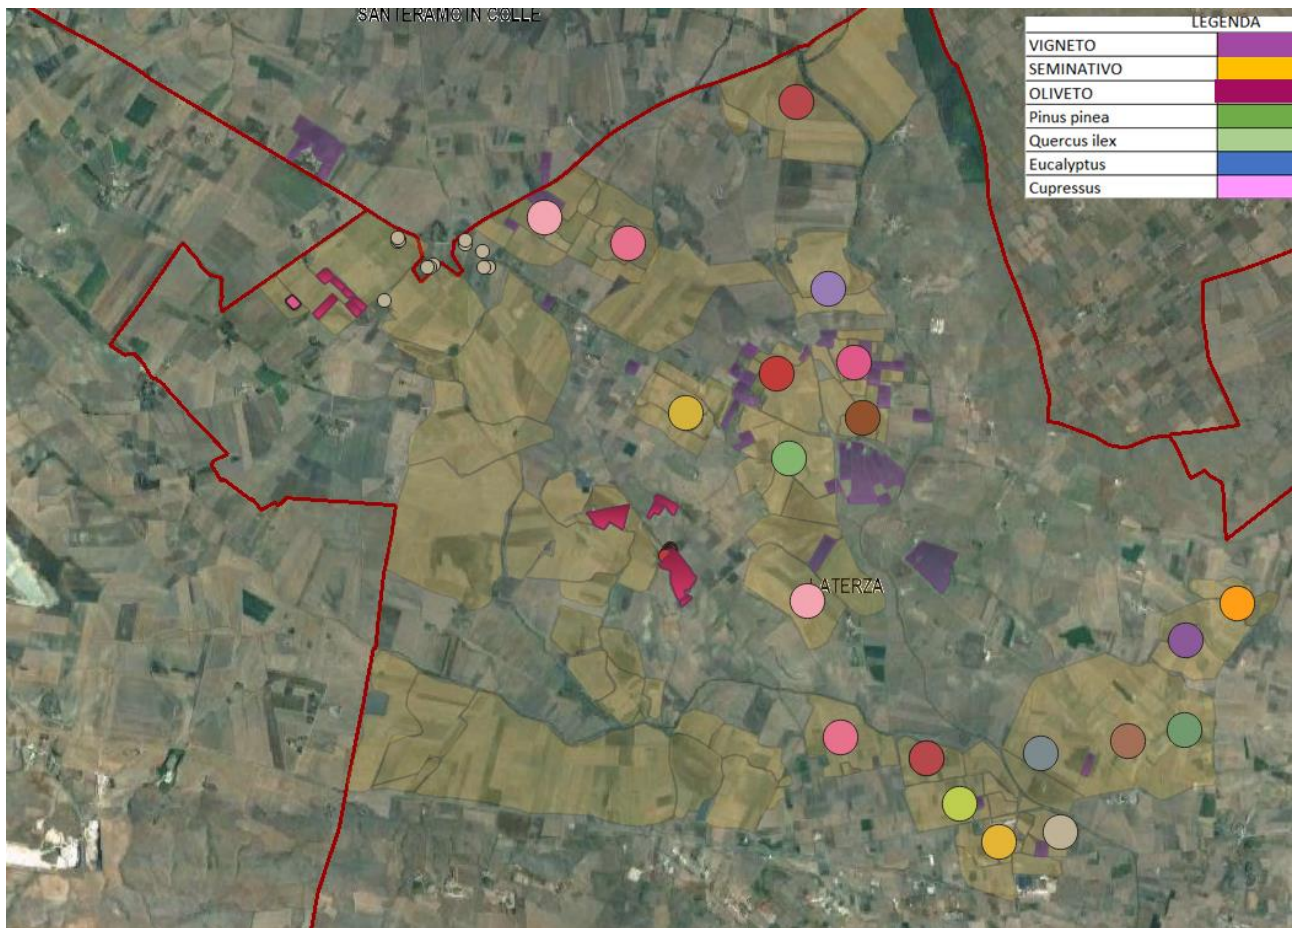 SANTERAMO IN COLLE
LEGENDA
VIGNETO
SEMINATIVO
OLIVETO
Pinus pinea
Quercus ilex
Eucalyptus
Cupressus
LATERZA